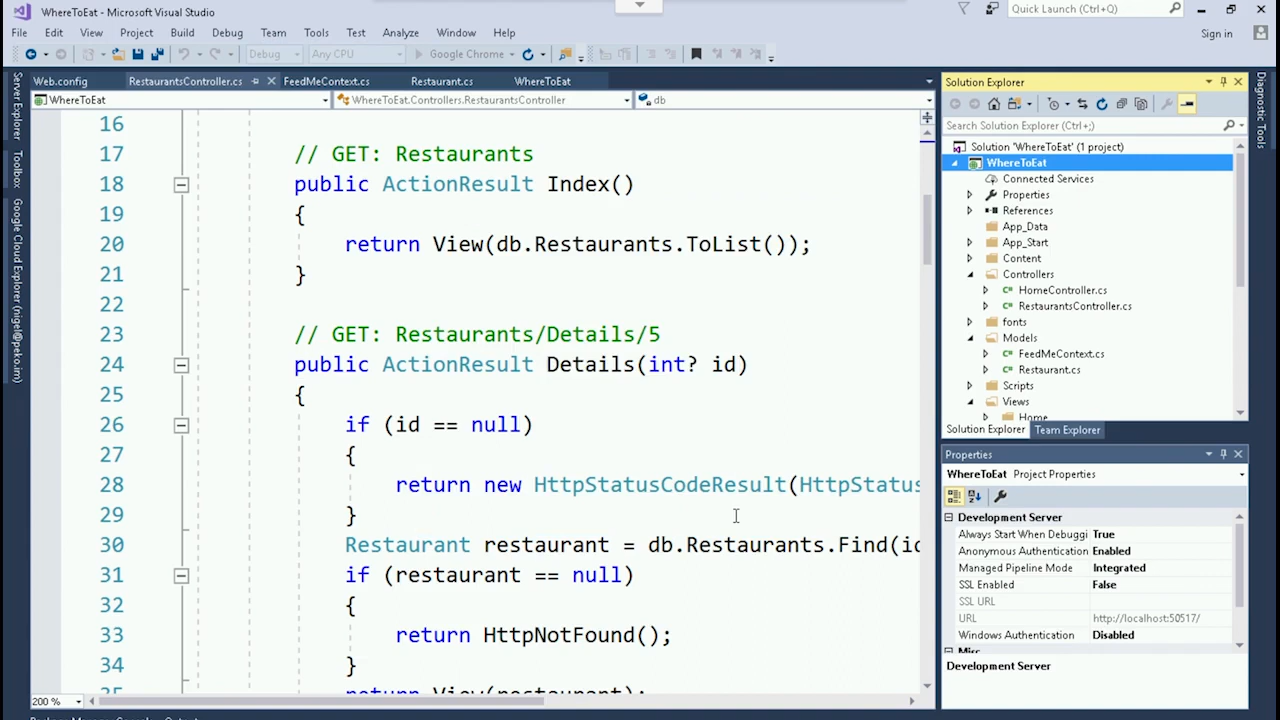 WhereToEat - Microsoft Visual Studio
Quick Launch (Ctrl+Q)
File Edit View Project Build Debug Team Tools Test Analyze Window Help
Sign in
Debug Any CPU Google Chrome
Web.config RestaurantsController.cs FeedMeContext.cs Restaurant.cs WhereToEat
WhereToEat WhereToEat.Controllers.RestaurantsController db
Server Explorer
Toolbox
Google Cloud Explorer (nigel@peko.im)
16
17 // GET: Restaurants
18 public ActionResult Index()
19 {
20 return View(db.Restaurants.ToList());
21 }
22
23 // GET: Restaurants/Details/5
24 public ActionResult Details(int? id)
25 {
26 if (id == null)
27 {
28 return new HttpStatusCodeResult(HttpStatus
29 }
30 Restaurant restaurant = db.Restaurants.Find(id
31 if (restaurant == null)
32 {
33 return HttpNotFound();
34 }
35 return View(restaurant);
200 %
Solution Explorer
Search Solution Explorer (Ctrl+;)
Solution 'WhereToEat' (1 project)
WhereToEat
Connected Services
Properties
References
App_Data
App_Start
Content
Controllers
HomeController.cs
RestaurantsController.cs
fonts
Models
FeedMeContext.cs
Restaurant.cs
Scripts
Views
Home
Solution Explorer Team Explorer
Properties
WhereToEat Project Properties
Development Server
Always Start When Debuggi True
Anonymous Authentication Enabled
Managed Pipeline Mode Integrated
SSL Enabled False
SSL URL
URL http://localhost:50517/
Windows Authentication Disabled
Misc
Development Server
Diagnostic Tools